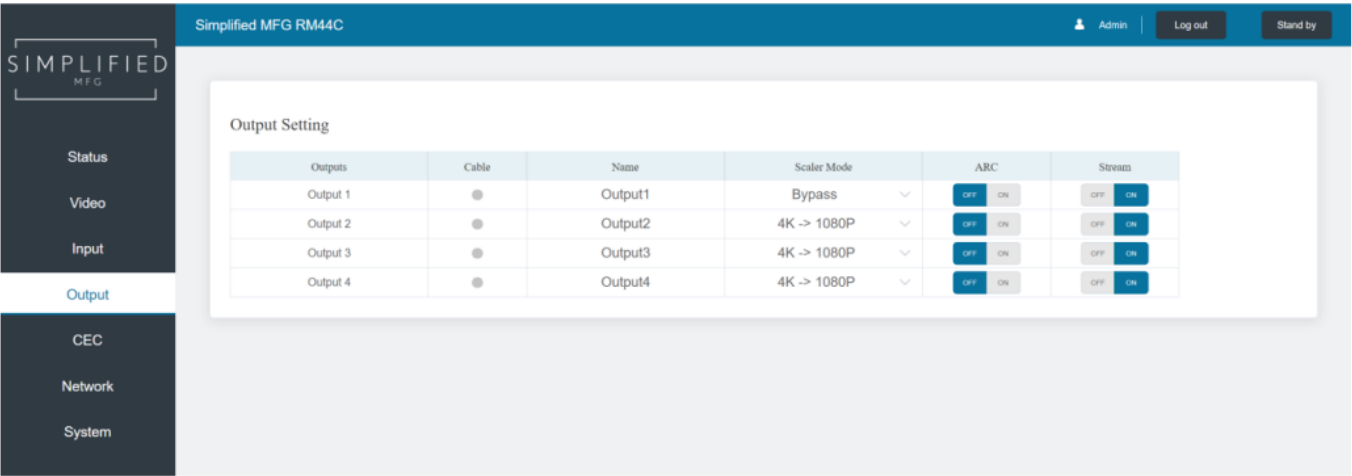 Simplified MFG RM44C
Admin
Log out
Stand by
SIMPLIFIED
MFG
Status
Video
Input
Output
CEC
Network
System
Output Setting
Outputs Cable Name Scaler Mode ARC Stream
Output 1 Output1 Bypass OFF ON OFF ON
Output 2 Output2 4K -> 1080P OFF ON OFF ON
Output 3 Output3 4K -> 1080P OFF ON OFF ON
Output 4 Output4 4K -> 1080P OFF ON OFF ON